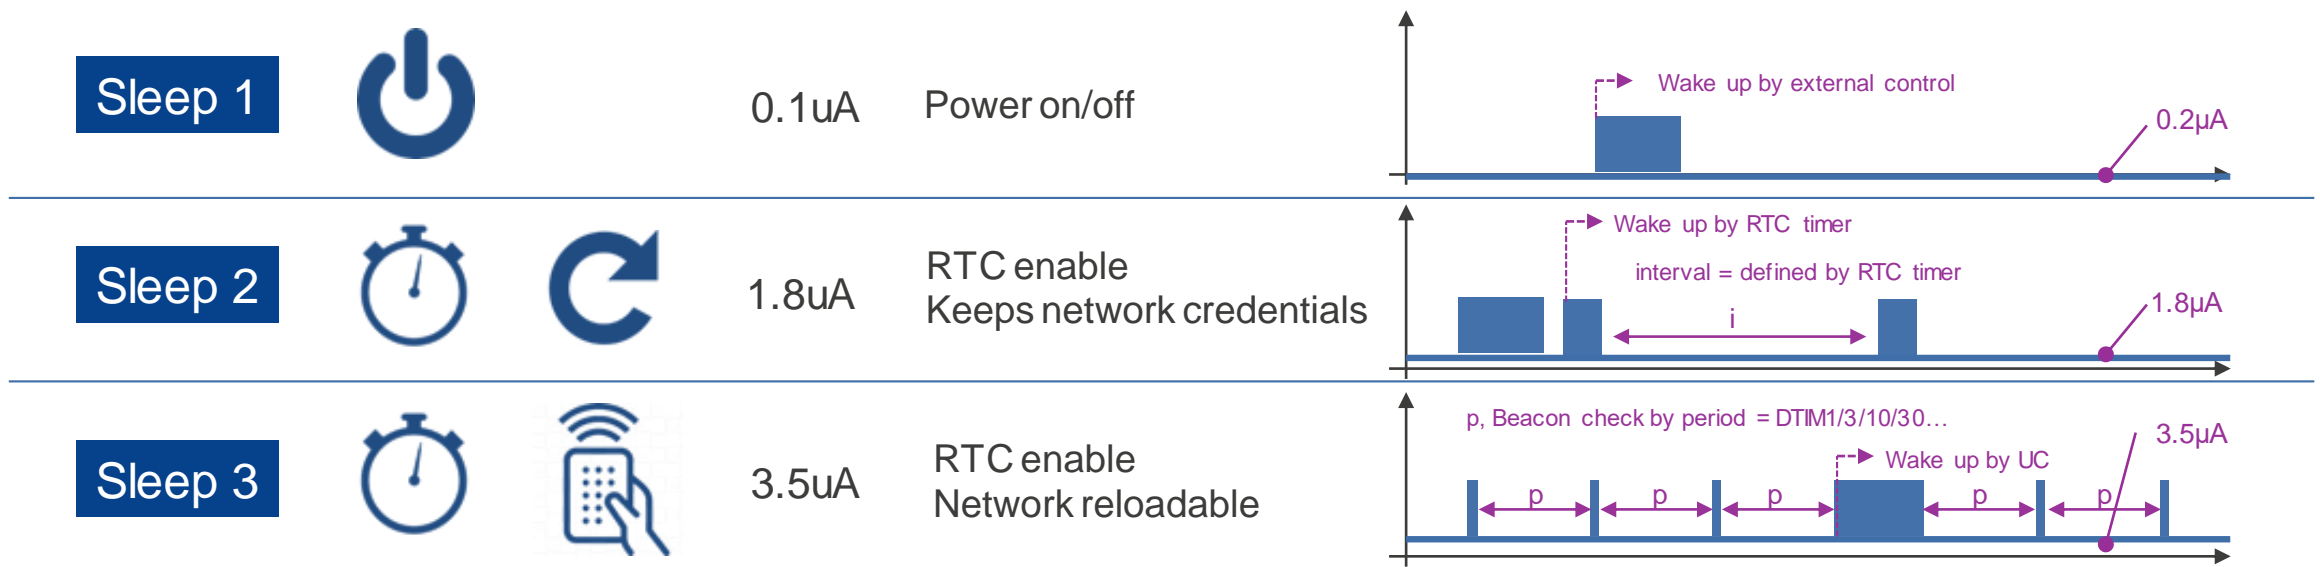 Sleep 1
0.1uA
Power on/off
Wake up by external control
0.2µA
Sleep 2
1.8uA
RTC enable
Keeps network credentials
Wake up by RTC timer
interval = defined by RTC timer
i
1.8µA
Sleep 3
3.5uA
RTC enable
Network reloadable
p, Beacon check by period = DTIM1/3/10/30...
3.5µA
Wake up by UC
p p p p p